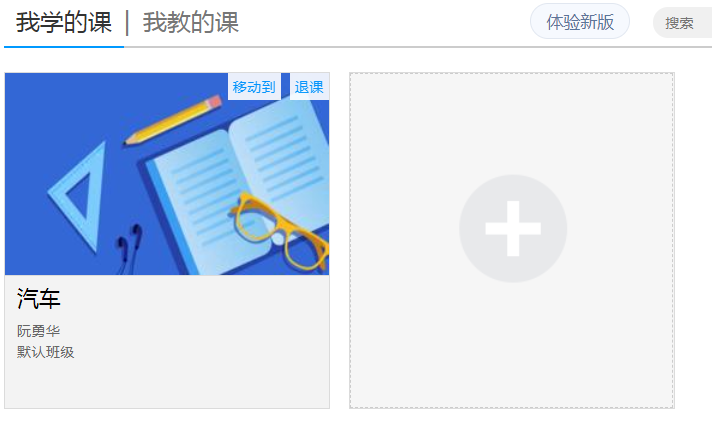 我学的课 | 我教的课
体验新版
搜索
移动到
退课
汽车
阮勇华
默认班级